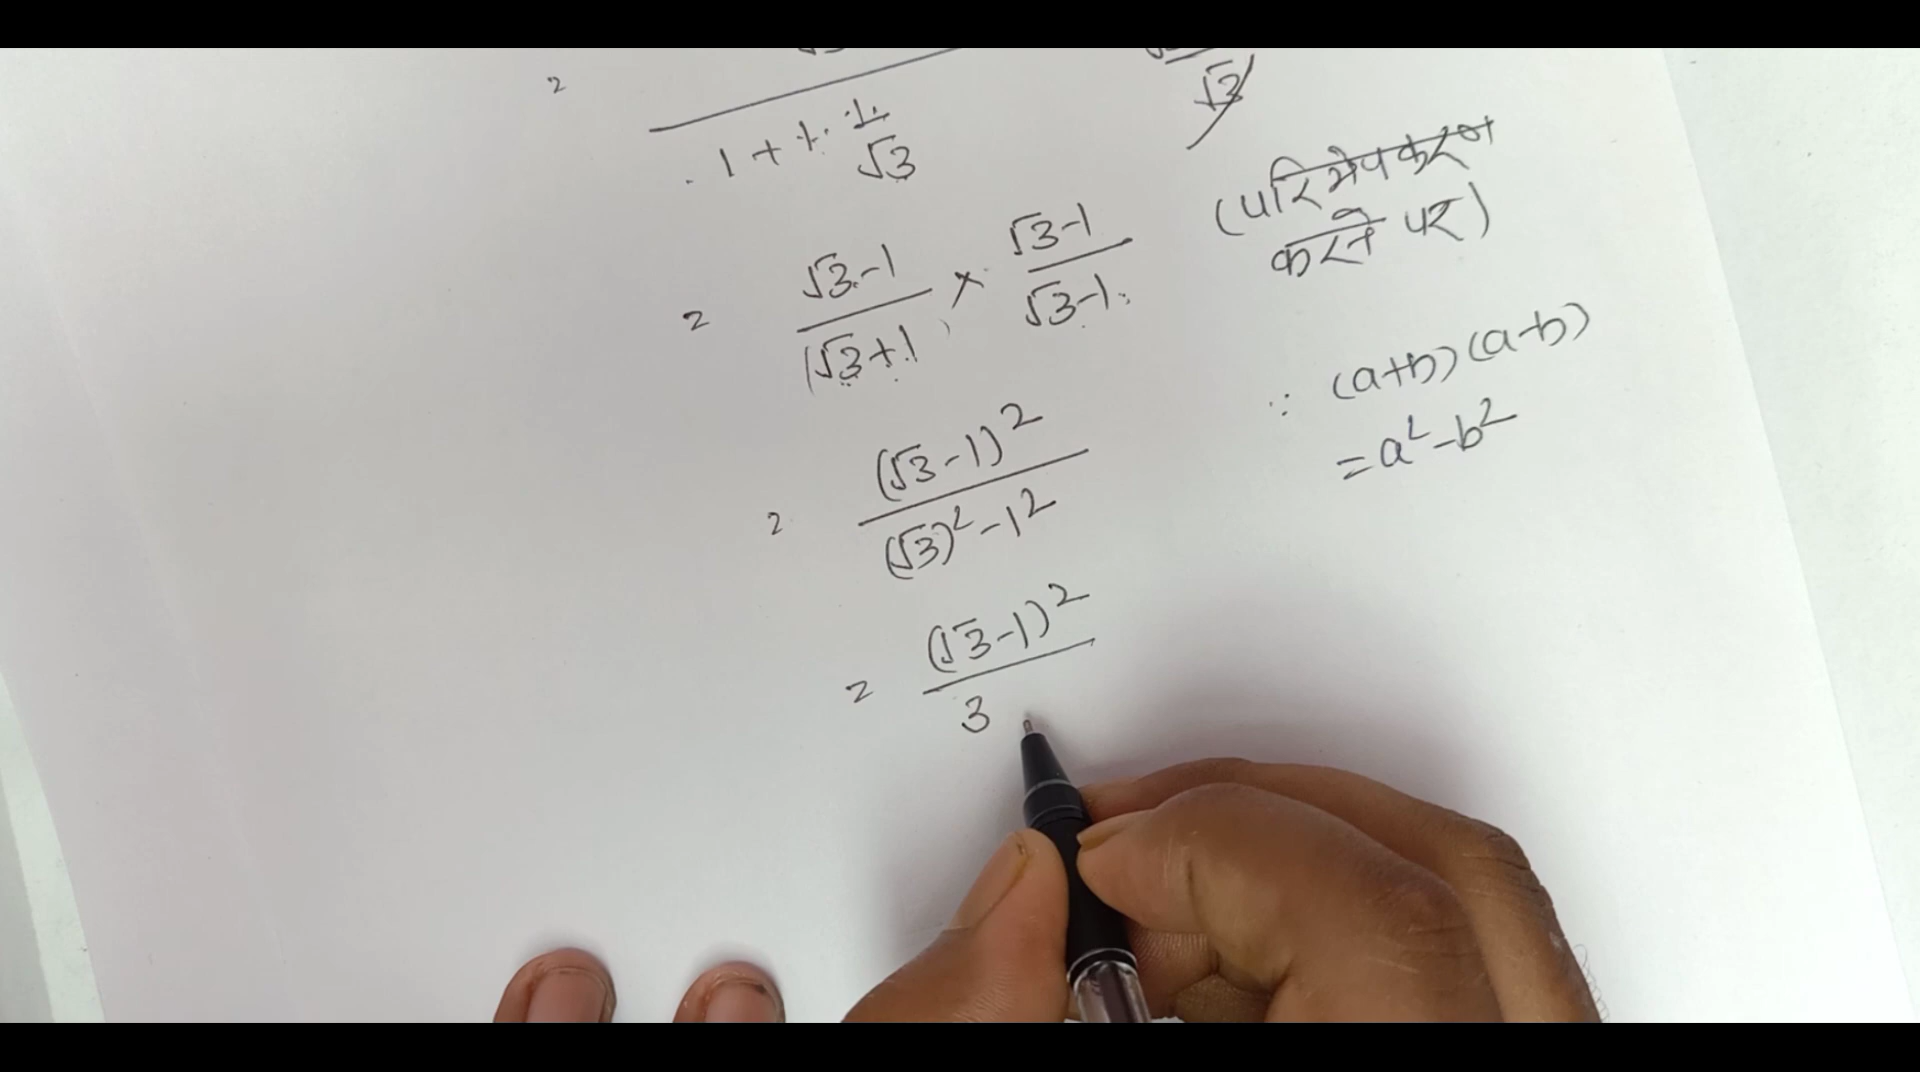 = 1 + 1 · 1/√3
√3
(परिमेयकरण
करने पर)
= √3-1/(√3+1) × √3-1/√3-1
∵ (a+b)(a-b)
= a²-b²
= (√3-1)²/(√3)²-1²
= (√3-1)²/3